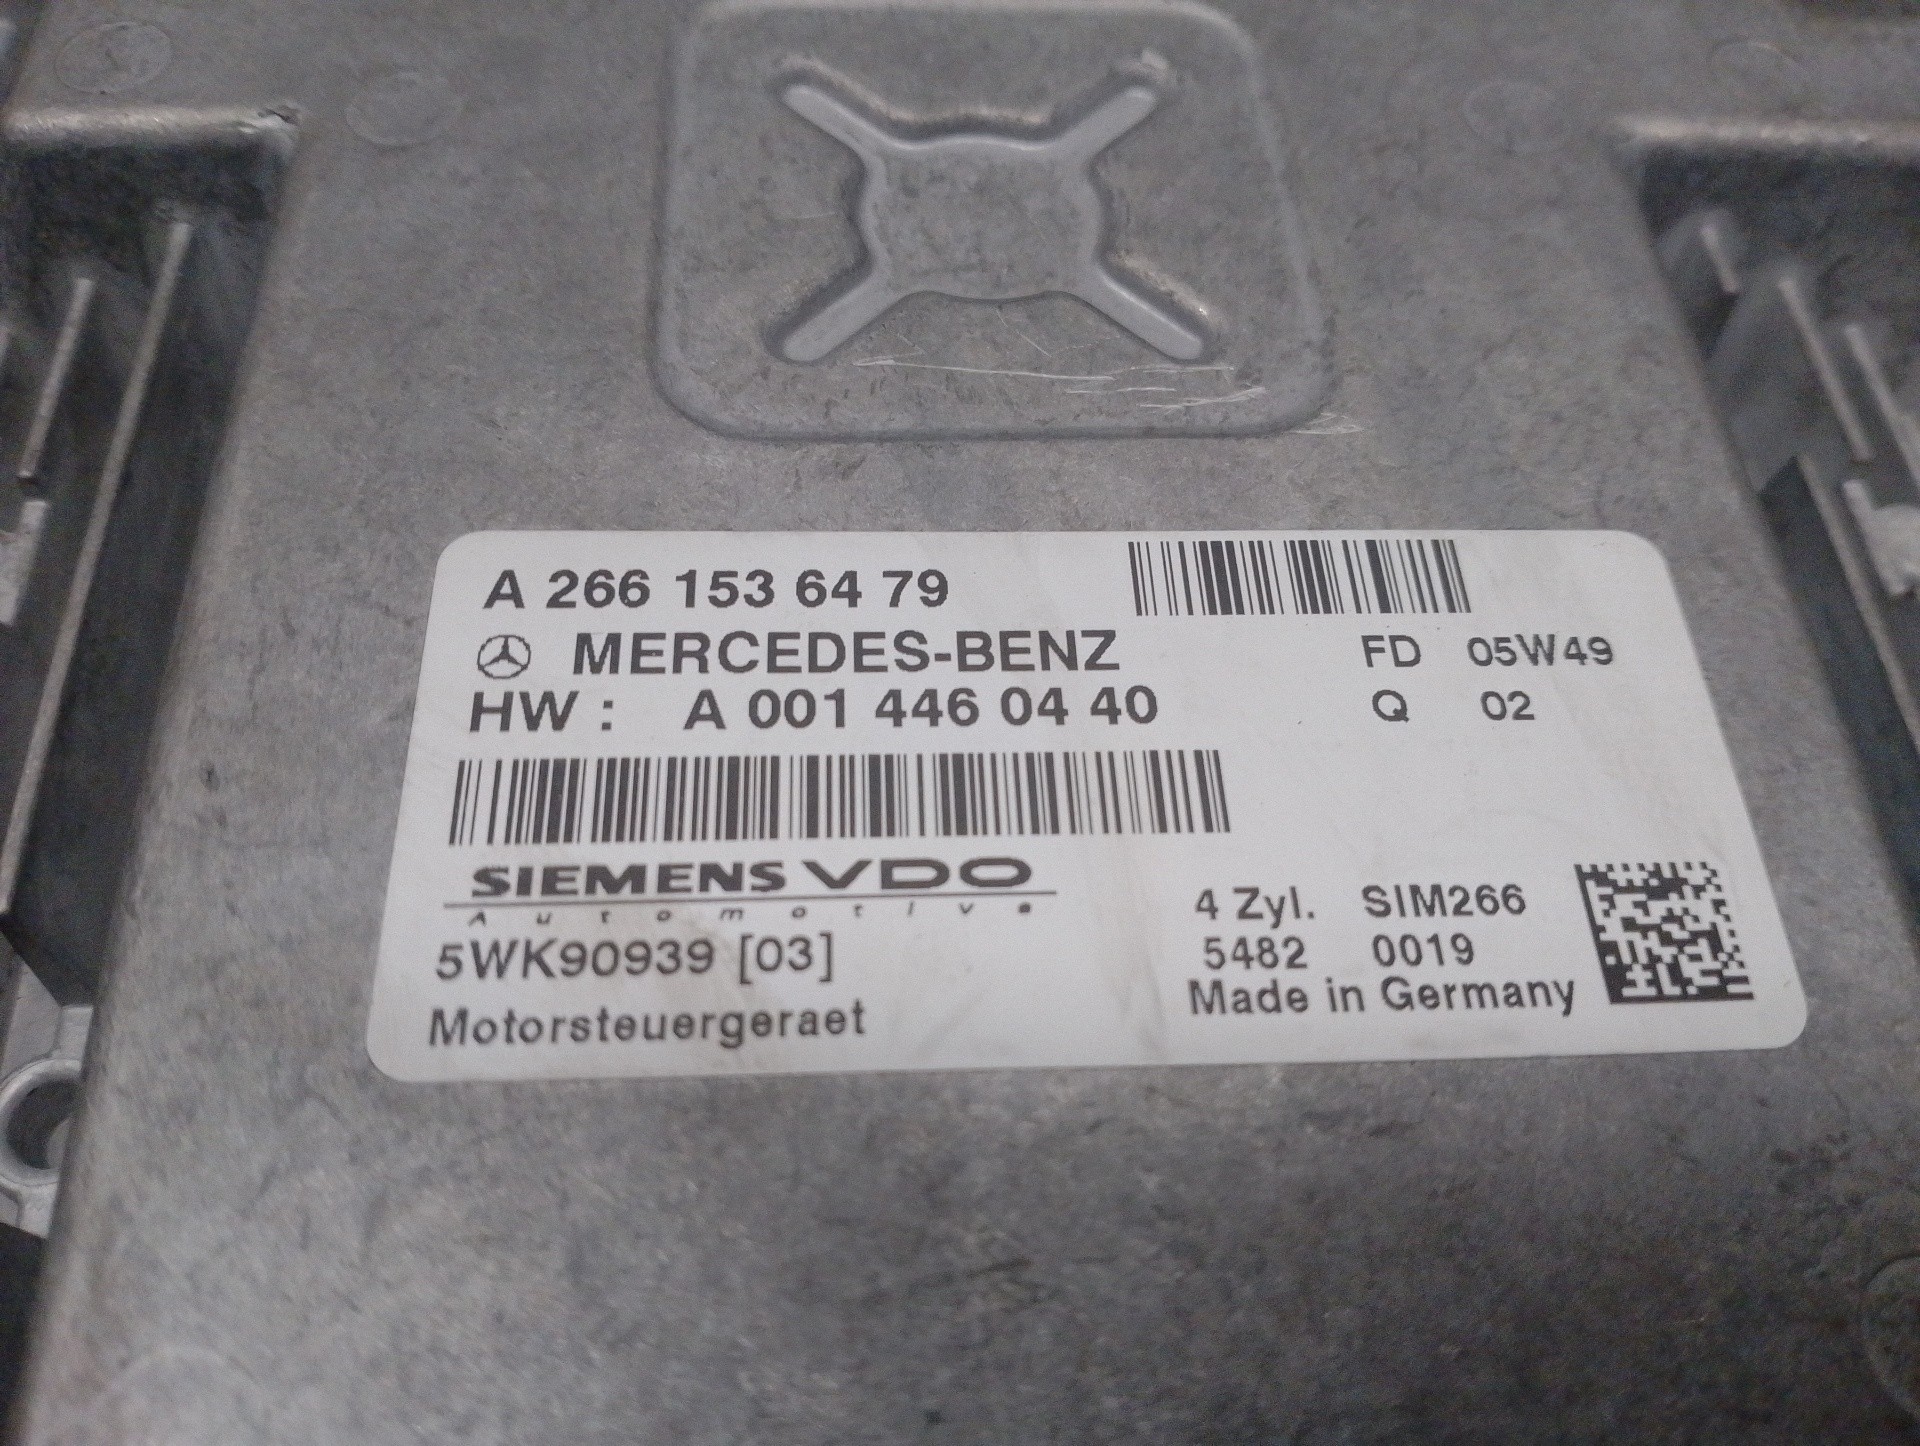 A 266 153 64 79
MERCEDES-BENZ FD 05W49
HW : A 001 446 04 40 Q 02
SIEMENS VDO
Automotive
4 Zyl. SIM266
5WK90939 [03] 5482 0019
Made in Germany
Motorsteuergeraet